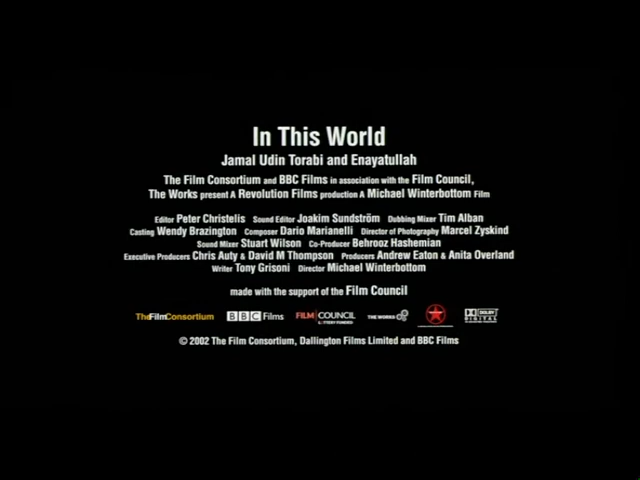 In This World
Jamal Udin Torabi and Enayatullah
The Film Consortium and BBC Films in association with the Film Council,
The Works present A Revolution Films production A Michael Winterbottom Film
Editor Peter Christelis Sound Editor Joakim Sundström Dubbing Mixer Tim Alban
Casting Wendy Brazington Composer Dario Marianelli Director of Photography Marcel Zyskind
Sound Mixer Stuart Wilson Co-Producer Behrooz Hashemian
Executive Producers Chris Auty & David M Thompson Producers Andrew Eaton & Anita Overland
Writer Tony Grisoni Director Michael Winterbottom
made with the support of the Film Council
TheFilmConsortium BBC Films FILM COUNCIL THE WORKS DOLBY
LOTTERY FUNDED DIGITAL
© 2002 The Film Consortium, Dallington Films Limited and BBC Films